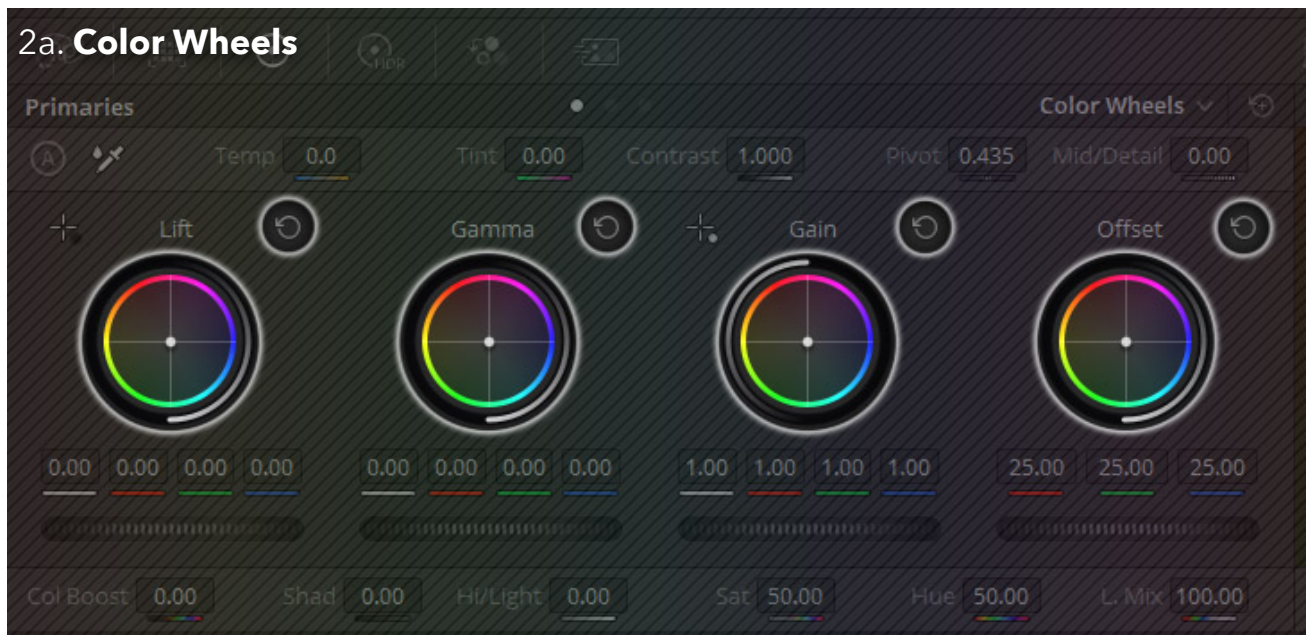 2a. Color Wheels
HDR
Primaries
Color Wheels
A
Temp 0.0 Tint 0.00 Contrast 1.000 Pivot 0.435 Mid/Detail 0.00
Lift Gamma Gain Offset
0.00 0.00 0.00 0.00 0.00 0.00 0.00 0.00 1.00 1.00 1.00 1.00 25.00 25.00 25.00
Col Boost 0.00 Shad 0.00 Hi/Light 0.00 Sat 50.00 Hue 50.00 L. Mix 100.00